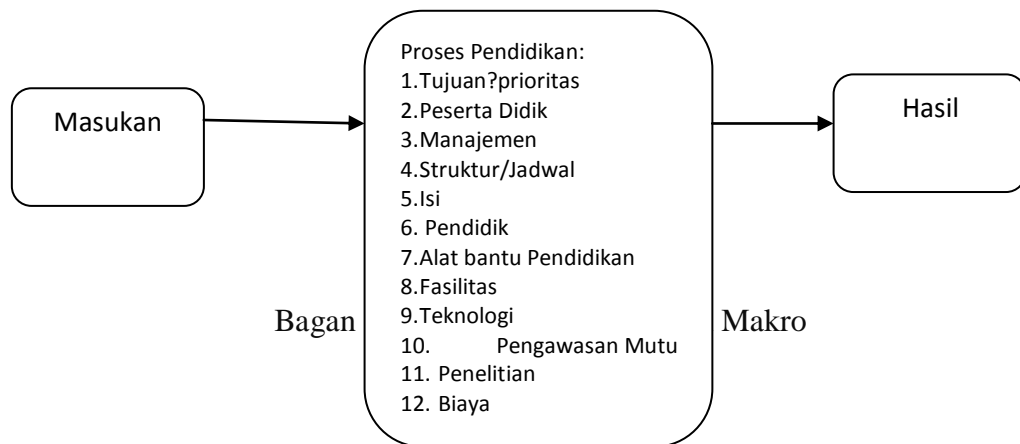 Masukan
Proses Pendidikan:
1.Tujuan?prioritas
2.Peserta Didik
3.Manajemen
4.Struktur/Jadwal
5.Isi
6. Pendidik
7.Alat bantu Pendidikan
8.Fasilitas
9.Teknologi
10. Pengawasan Mutu
11. Penelitian
12. Biaya
Hasil
Bagan Makro